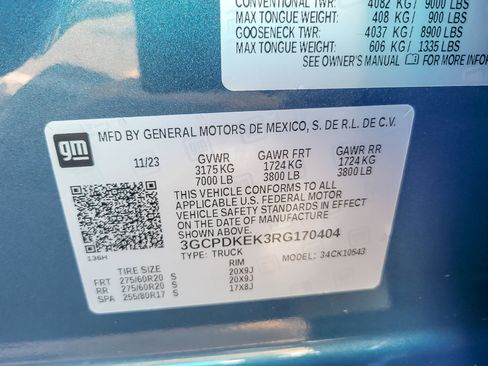 CONVENTIONAL TWR: 4082 KG/ 9000 LBS
MAX TONGUE WEIGHT: 408 KG/ 900 LBS
GOOSENECK TWR: 4037 KG/ 8900 LBS
MAX TONGUE WEIGHT: 606 KG/ 1335 LBS
SEE OWNER'S MANUAL FOR
gm
MFD BY GENERAL MOTORS DE MEXICO, S. DE R.L. DE C.V.
11/23 GVWR GAWR FRT GAWR RR
3175KG 1724 KG 1724 KG
7000 LB 3800 LB 3800 LB
THIS VEHICLE CONFORMS TO ALL
APPLICABLE U.S. FEDERAL MOTOR
VEHICLE SAFETY STANDARDS IN EFFECT
ON THE DATE OF MANUFACTURE SHOWN
ABOVE.
3GCPDKEK3RG170404
136H TYPE: TRUCK MODEL: 34CK10543
TIRE SIZE RIM
FRT 275/60R20 S 20X9J
RR 275/60R20 S 20X9J
SPA 255/80R17 S 17X8J